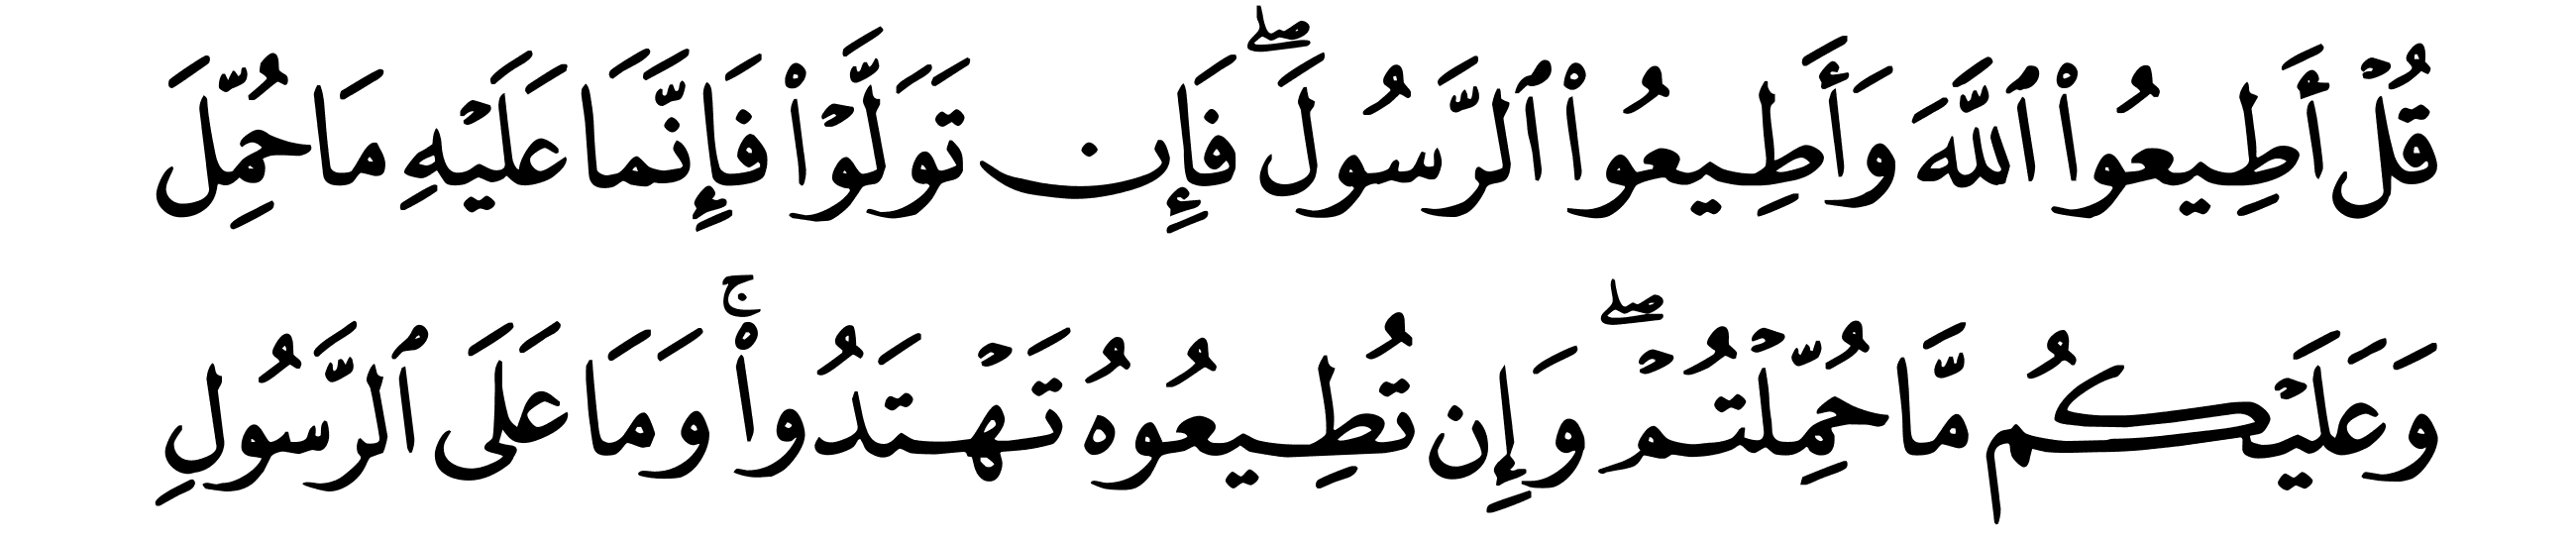 قُلۡ أَطِيعُواْ ٱللَّهَ وَأَطِيعُواْ ٱلرَّسُولَۖ فَإِن تَوَلَّوۡاْ فَإِنَّمَا عَلَيۡهِ مَا حُمِّلَ
وَعَلَيۡكُم مَّا حُمِّلۡتُمۡۖ وَإِن تُطِيعُوهُ تَهۡتَدُواْۚ وَمَا عَلَى ٱلرَّسُولِ